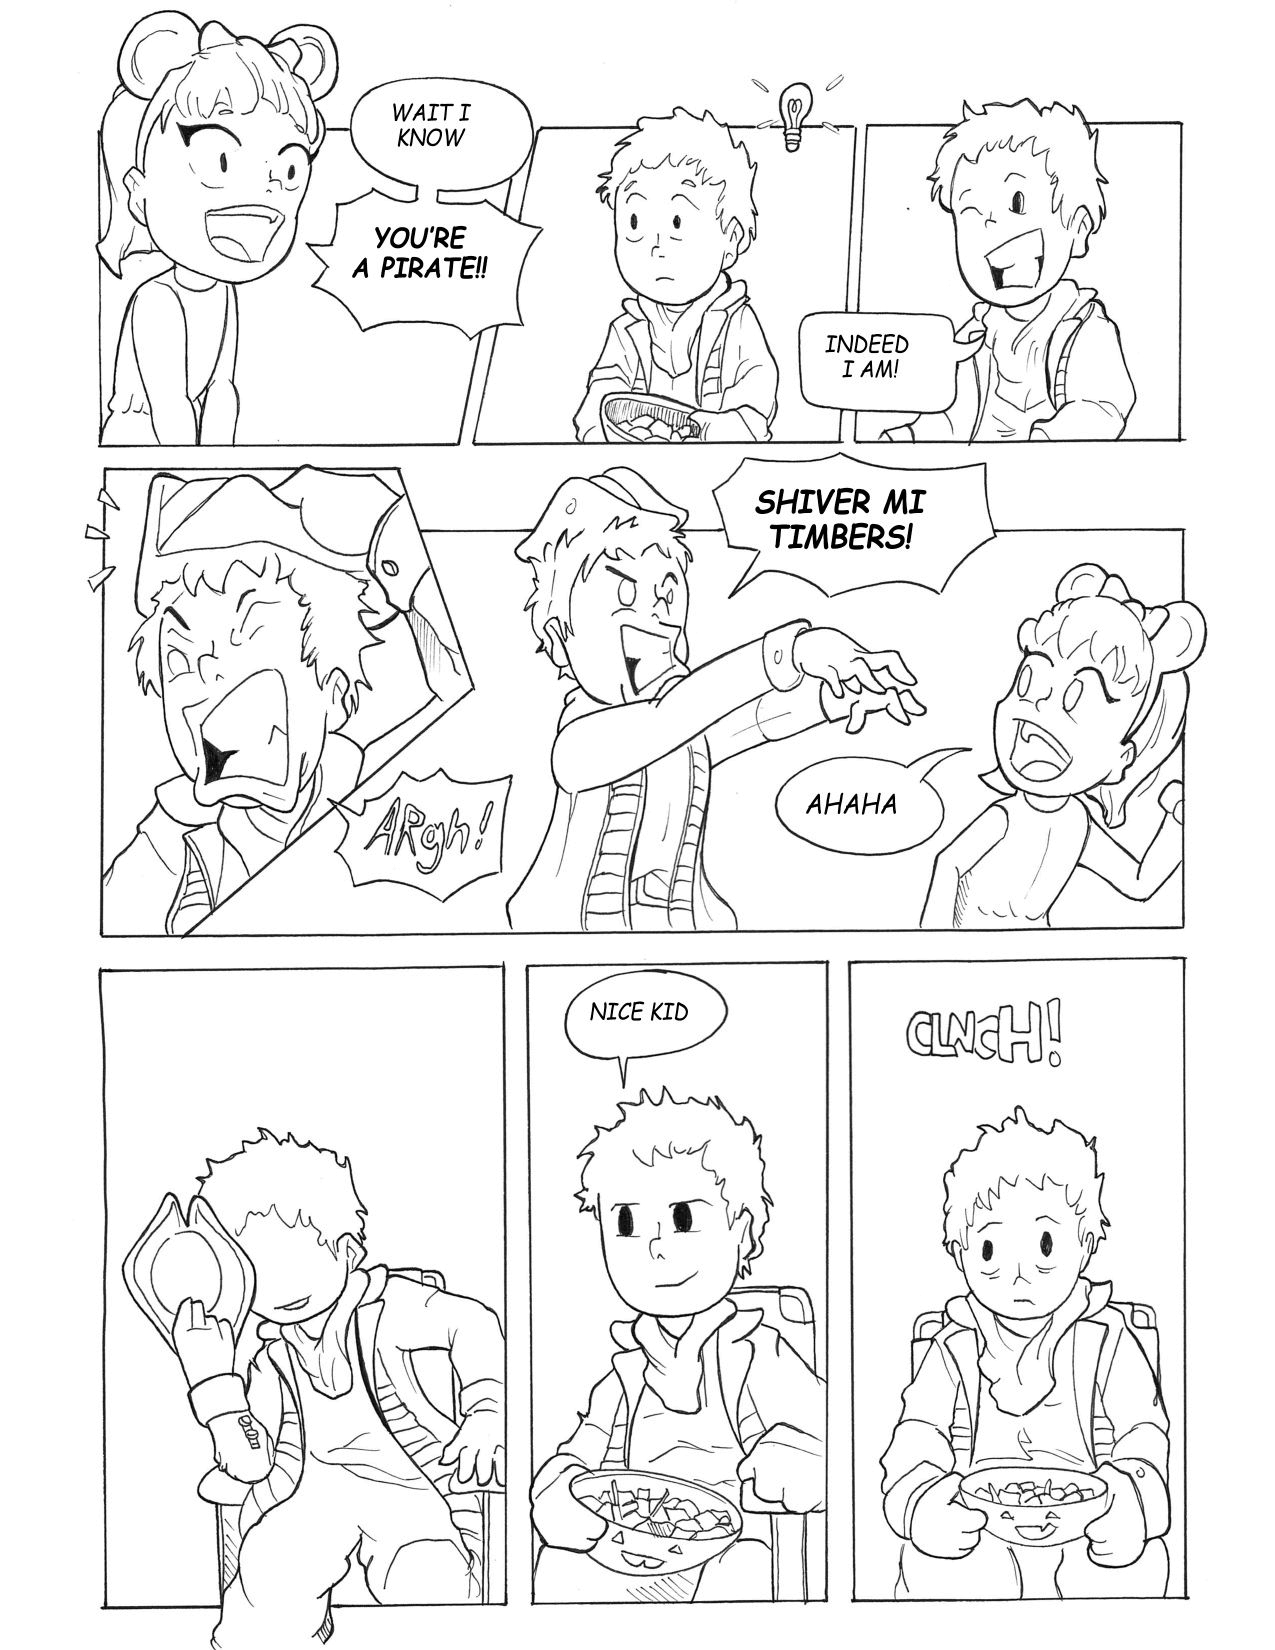 WAIT I
KNOW
YOU'RE
A PIRATE!!
INDEED
I AM!
SHIVER MI
TIMBERS!
AHAHA
ARgh!
NICE KID
CLNCH!